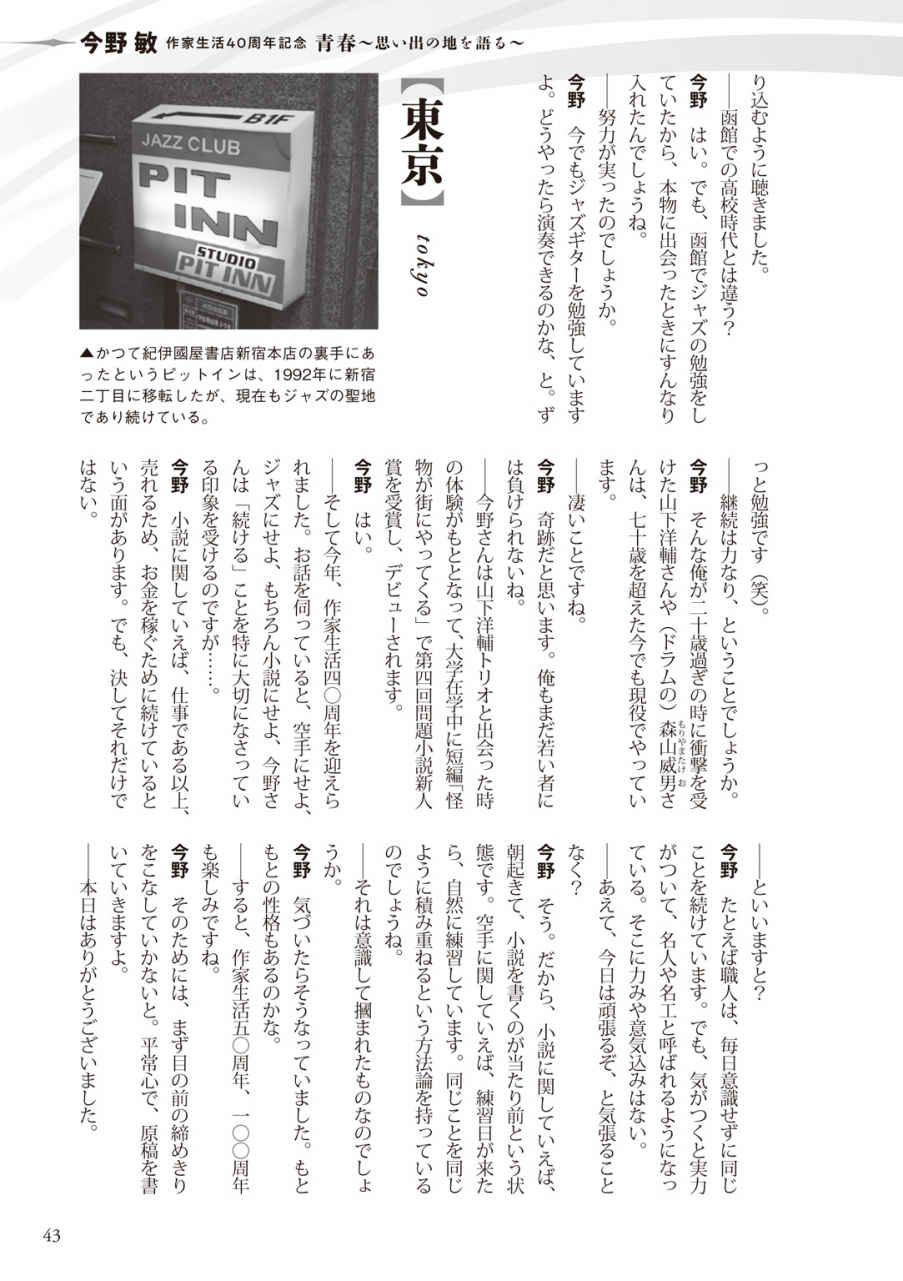 今野 敏 作家生活40周年記念 青春～思い出の地を語る～
り込むように聴きました。
――函館での高校時代とは違う？
今野　はい。でも、函館でジャズの勉強をし
ていたから、本物に出会ったときにすんなり
入れたんでしょうね。
――努力が実ったのでしょうか。
今野　今でもジャズギターを勉強しています
よ。どうやったら演奏できるのかな、と。ず
【東京】 tokyo
B1F
JAZZ CLUB
PIT
INN
STUDIO
PIT INN
▲かつて紀伊國屋書店新宿本店の裏手にあ
ったというピットインは、1992年に新宿
二丁目に移転したが、現在もジャズの聖地
であり続けている。
っと勉強です（笑）。
――継続は力なり、ということでしょうか。
今野　そんな俺が二十歳過ぎの時に衝撃を受
けた山下洋輔さんや（ドラムの）森山威男さ
もりやまたけお
んは、七十歳を超えた今でも現役でやってい
ます。
――凄いことですね。
今野　奇跡だと思います。俺もまだ若い者に
は負けられないね。
――今野さんは山下洋輔トリオと出会った時
の体験がもととなって、大学在学中に短編「怪
物が街にやってくる」で第四回問題小説新人
賞を受賞し、デビューされます。
今野　はい。
――そして今年、作家生活四〇周年を迎えら
れました。お話を伺っていると、空手にせよ、
ジャズにせよ、もちろん小説にせよ、今野さ
んは「続ける」ことを特に大切になさってい
る印象を受けるのですが……。
今野　小説に関していえば、仕事である以上、
売れるため、お金を稼ぐために続けていると
いう面があります。でも、決してそれだけで
はない。
――といいますと？
今野　たとえば職人は、毎日意識せずに同じ
ことを続けています。でも、気がつくと実力
がついて、名人や名工と呼ばれるようになっ
ている。そこに力みや意気込みはない。
――あえて、今日は頑張るぞ、と気張ること
なく？
今野　そう。だから、小説に関していえば、
朝起きて、小説を書くのが当たり前という状
態です。空手に関していえば、練習日が来た
ら、自然に練習しています。同じことを同じ
ように積み重ねるという方法論を持っている
のでしょうね。
――それは意識して摑まれたものなのでしょ
うか。
今野　気づいたらそうなっていました。もと
もとの性格もあるのかな。
――すると、作家生活五〇周年、一〇〇周年
も楽しみですね。
今野　そのためには、まず目の前の締めきり
をこなしていかないと。平常心で、原稿を書
いていきますよ。
――本日はありがとうございました。
43